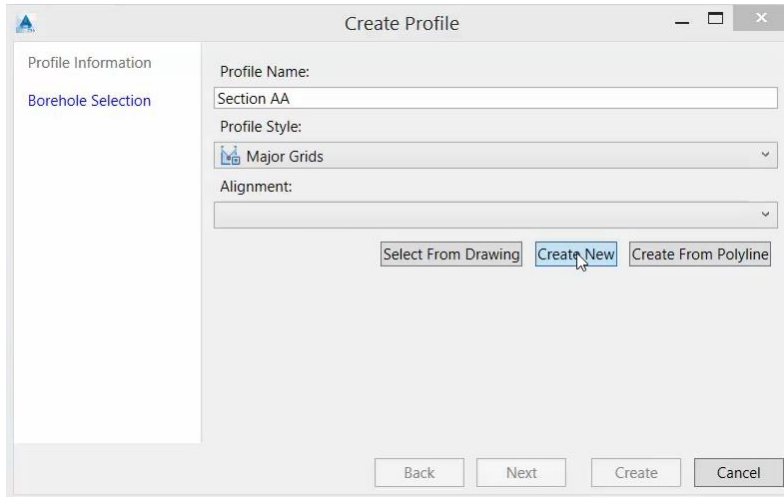 Create Profile
Profile Information
Borehole Selection
Profile Name:
Section AA
Profile Style:
Major Grids
Alignment:
Select From Drawing Create New Create From Polyline
Back Next Create Cancel